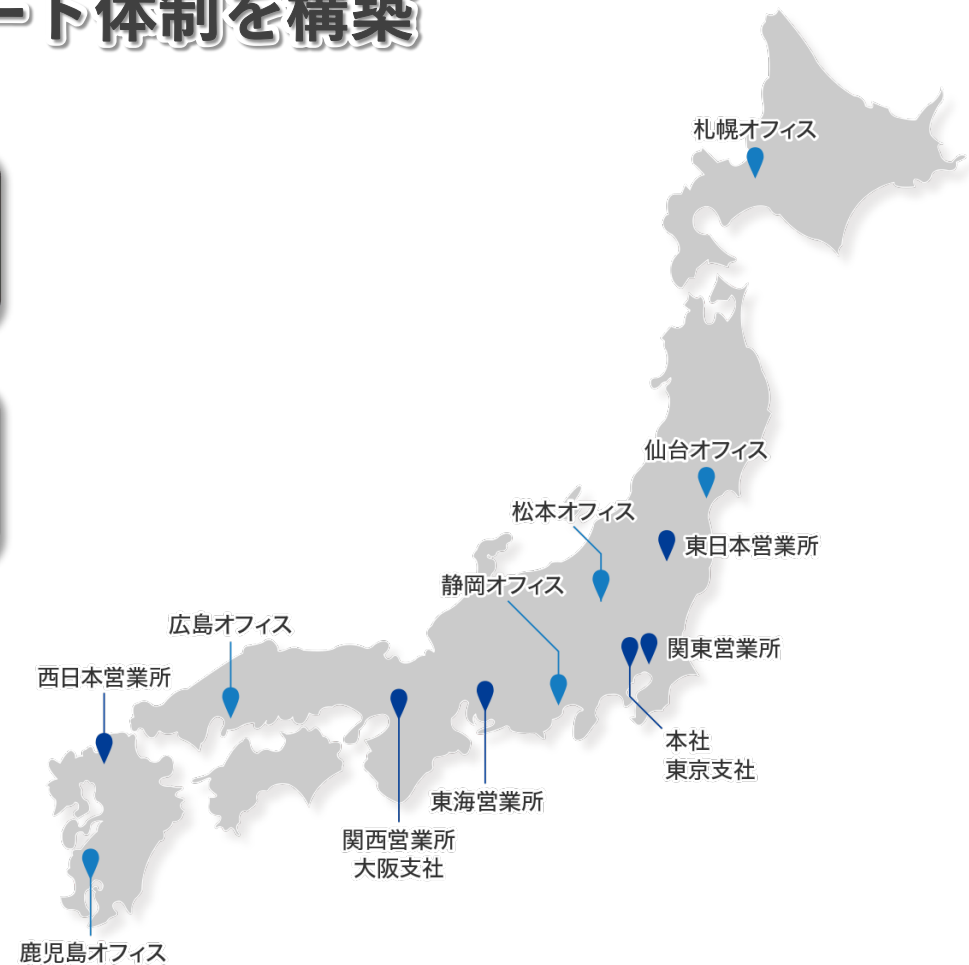 ート体制を構築
札幌オフィス
仙台オフィス
松本オフィス
東日本営業所
静岡オフィス
広島オフィス
関東営業所
西日本営業所
本社
東京支社
東海営業所
関西営業所
大阪支社
鹿児島オフィス